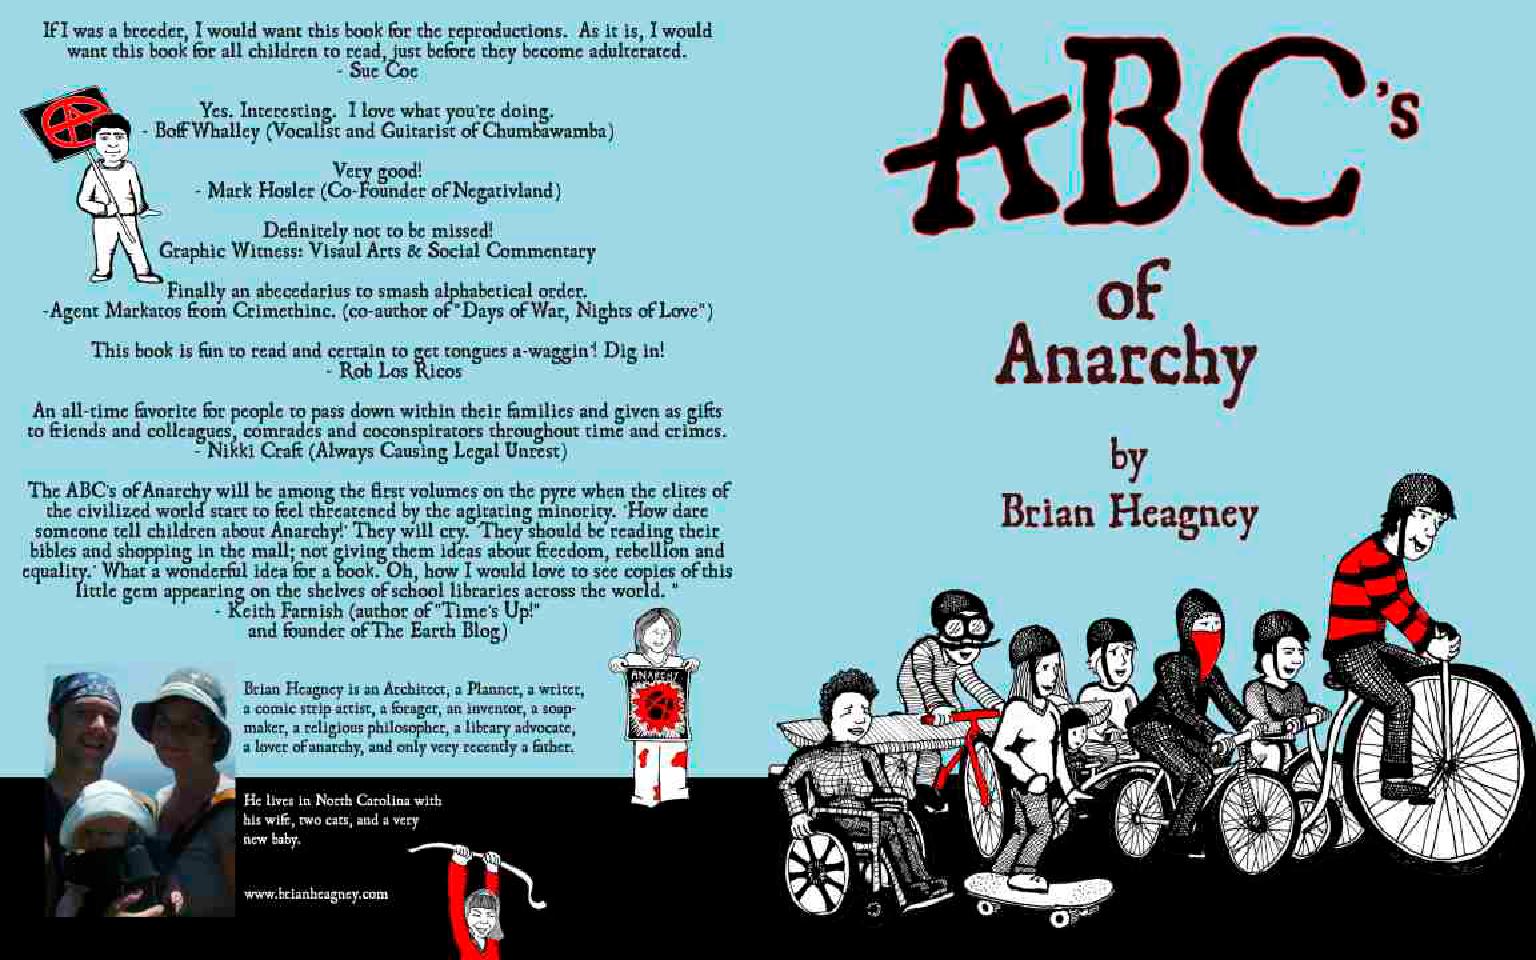 If I was a breeder, I would want this book for the reproductions. As it is, I would
want this book for all children to read, just before they become adulterated.
- Sue Coe
Yes. Interesting. I love what you're doing.
- Boff Whalley (Vocalist and Guitarist of Chumbawamba)
Very good!
- Mark Hosler (Co-Founder of Negativland)
Definitely not to be missed!
Graphic Witness: Visaul Arts & Social Commentary
Finally an abecedarius to smash alphabetical order.
-Agent Markatos from Crimethinc. (co-author of "Days of War, Nights of Love")
This book is fun to read and certain to get tongues a-waggin'! Dig in!
- Rob Los Ricos
An all-time favorite for people to pass down within their families and given as gifts
to friends and colleagues, comrades and coconspirators throughout time and crimes.
- Nikki Craft (Always Causing Legal Unrest)
The ABC's of Anarchy will be among the first volumes on the pyre when the elites of
the civilized world start to feel threatened by the agitating minority. 'How dare
someone tell children about Anarchy!' They will cry. 'They should be reading their
bibles and shopping in the mall; not giving them ideas about freedom, rebellion and
equality.' What a wonderful idea for a book. Oh, how I would love to see copies of this
little gem appearing on the shelves of school libraries across the world. "
- Keith Farnish (author of "Time's Up!"
and founder of The Earth Blog)
ANARCHY
Brian Heagney is an Architect, a Planner, a writer,
a comic strip artist, a forager, an inventor, a soap-
maker, a religious philosopher, a library advocate,
a lover of anarchy, and only very recently a father.
He lives in North Carolina with
his wife, two cats, and a very
new baby.
www.brianheagney.com
ABC's
of
Anarchy
by
Brian Heagney